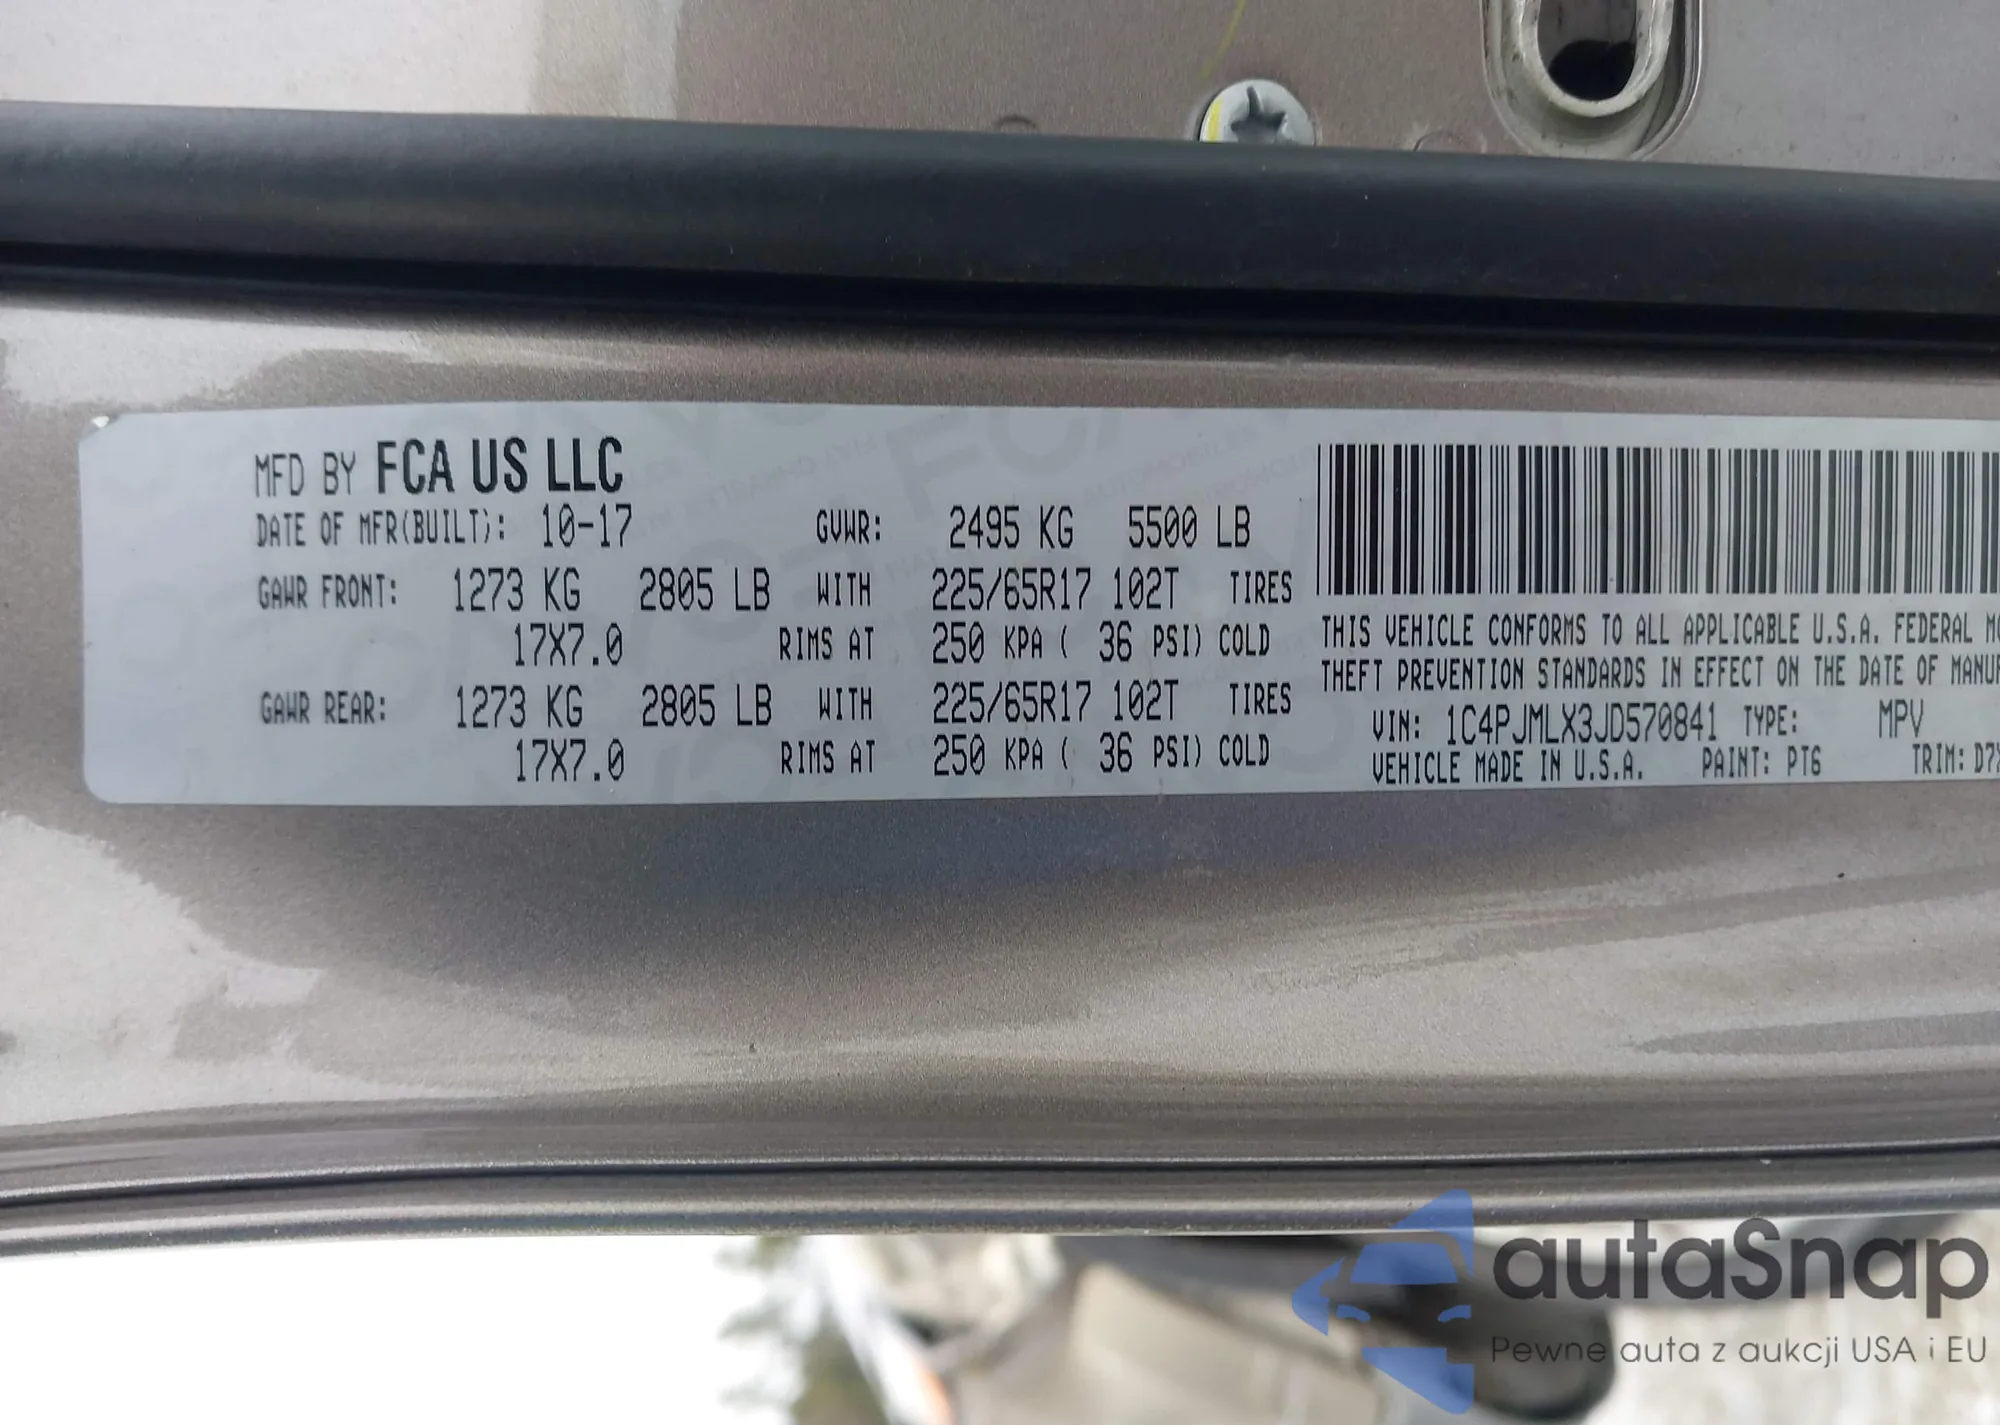 MFD BY FCA US LLC
DATE OF MFR(BUILT): 10-17 GVWR: 2495 KG 5500 LB
GAWR FRONT: 1273 KG 2805 LB WITH 225/65R17 102T TIRES
17X7.0 RIMS AT 250 KPA ( 36 PSI) COLD
GAWR REAR: 1273 KG 2805 LB WITH 225/65R17 102T TIRES
17X7.0 RIMS AT 250 KPA ( 36 PSI) COLD
THIS VEHICLE CONFORMS TO ALL APPLICABLE U.S.A. FEDERAL
THEFT PREVENTION STANDARDS IN EFFECT ON THE DATE OF MANUF
VIN: 1C4PJMLX3JD570841 TYPE: MPV
VEHICLE MADE IN U.S.A. PAINT: PT6 TRIM: D7X
autaSnap
Pewne auta z aukcji USA i EU